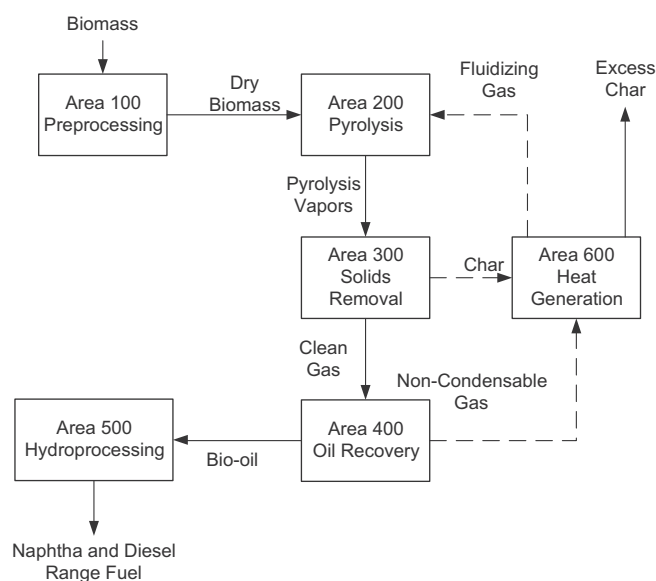 Biomass
Area 100
Preprocessing
Dry
Biomass
Area 200
Pyrolysis
Fluidizing
Gas
Excess
Char
Pyrolysis
Vapors
Area 300
Solids
Removal
Char
Area 600
Heat
Generation
Clean
Gas
Non-Condensable
Gas
Area 400
Oil Recovery
Bio-oil
Area 500
Hydroprocessing
Naphtha and Diesel
Range Fuel